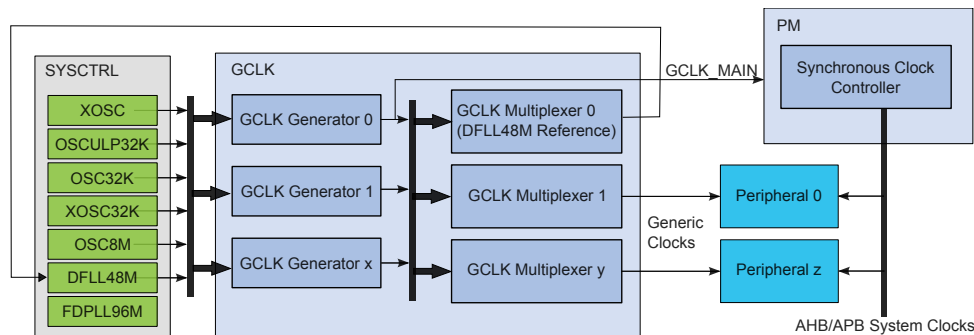 PM
SYSCTRL
GCLK
GCLK_MAIN
Synchronous Clock
Controller
XOSC
OSCULP32K
OSC32K
XOSC32K
OSC8M
DFLL48M
FDPLL96M
GCLK Generator 0
GCLK Generator 1
GCLK Generator x
GCLK Multiplexer 0
(DFLL48M Reference)
GCLK Multiplexer 1
GCLK Multiplexer y
Generic
Clocks
Peripheral 0
Peripheral z
AHB/APB System Clocks